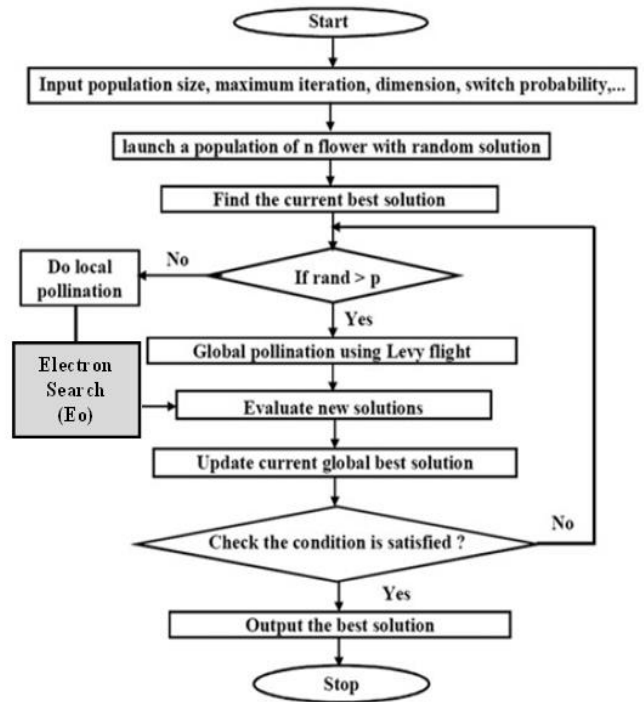 Start
Input population size, maximum iteration, dimension, switch probability,...
launch a population of n flower with random solution
Find the current best solution
If rand > p
No
Do local
pollination
Yes
Electron
Search
(Eo)
Global pollination using Levy flight
Evaluate new solutions
Update current global best solution
Check the condition is satisfied ?
No
Yes
Output the best solution
Stop